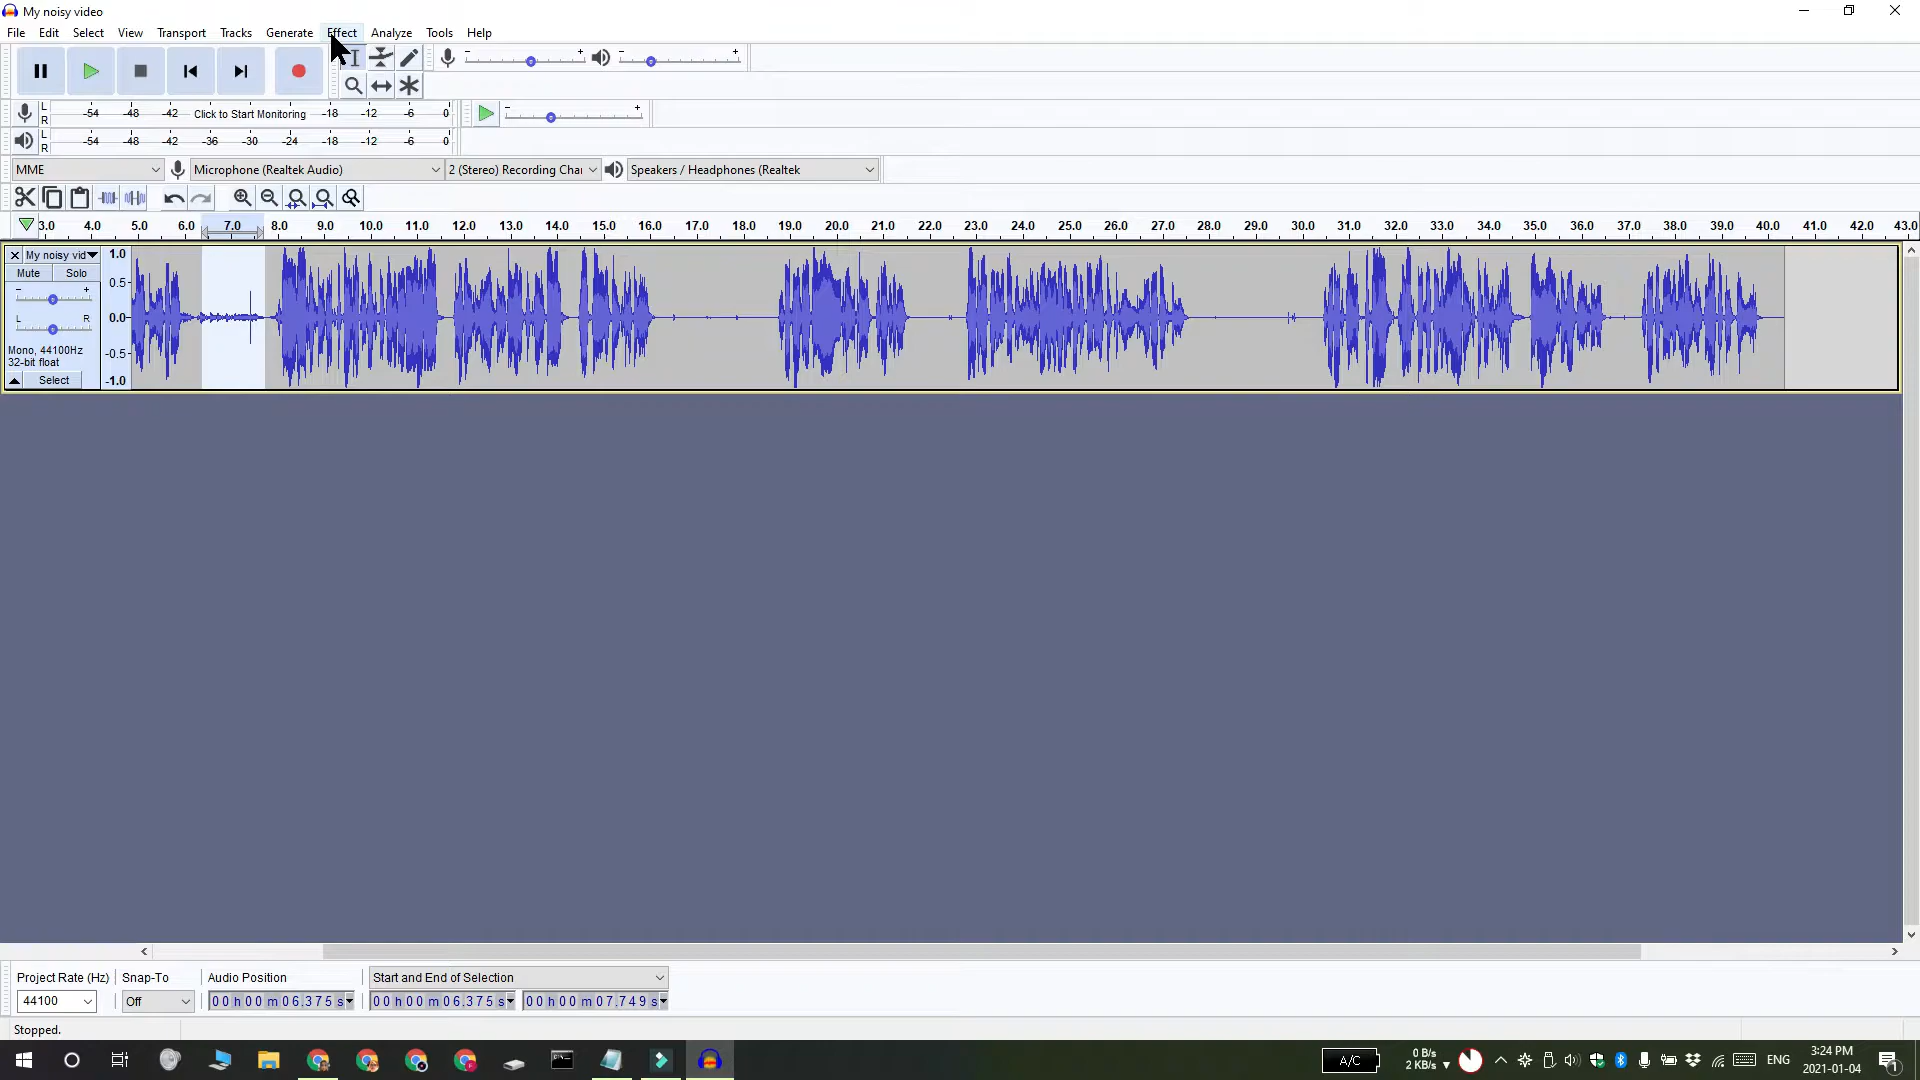 My noisy video
File Edit Select View Transport Tracks Generate Effect Analyze Tools Help
L R -54 -48 -42 Click to Start Monitoring -18 -12 -6 0
L R -54 -48 -42 -36 -30 -24 -18 -12 -6 0
MME Microphone (Realtek Audio) 2 (Stereo) Recording Char Speakers / Headphones (Realtek
3.0 4.0 5.0 6.0 7.0 8.0 9.0 10.0 11.0 12.0 13.0 14.0 15.0 16.0 17.0 18.0 19.0 20.0 21.0 22.0 23.0 24.0 25.0 26.0 27.0 28.0 29.0 30.0 31.0 32.0 33.0 34.0 35.0 36.0 37.0 38.0 39.0 40.0 41.0 42.0 43.0
My noisy vid 1.0
Mute Solo
0.5
L R 0.0
Mono, 44100Hz
32-bit float -0.5
Select -1.0
Project Rate (Hz) Snap-To Audio Position Start and End of Selection
44100 Off 00 h 00 m 06.375 s 00 h 00 m 06.375 s 00 h 00 m 07.749 s
Stopped.
A/C 0 B/s
2 KB/s ENG 3:24 PM
2021-01-04 1